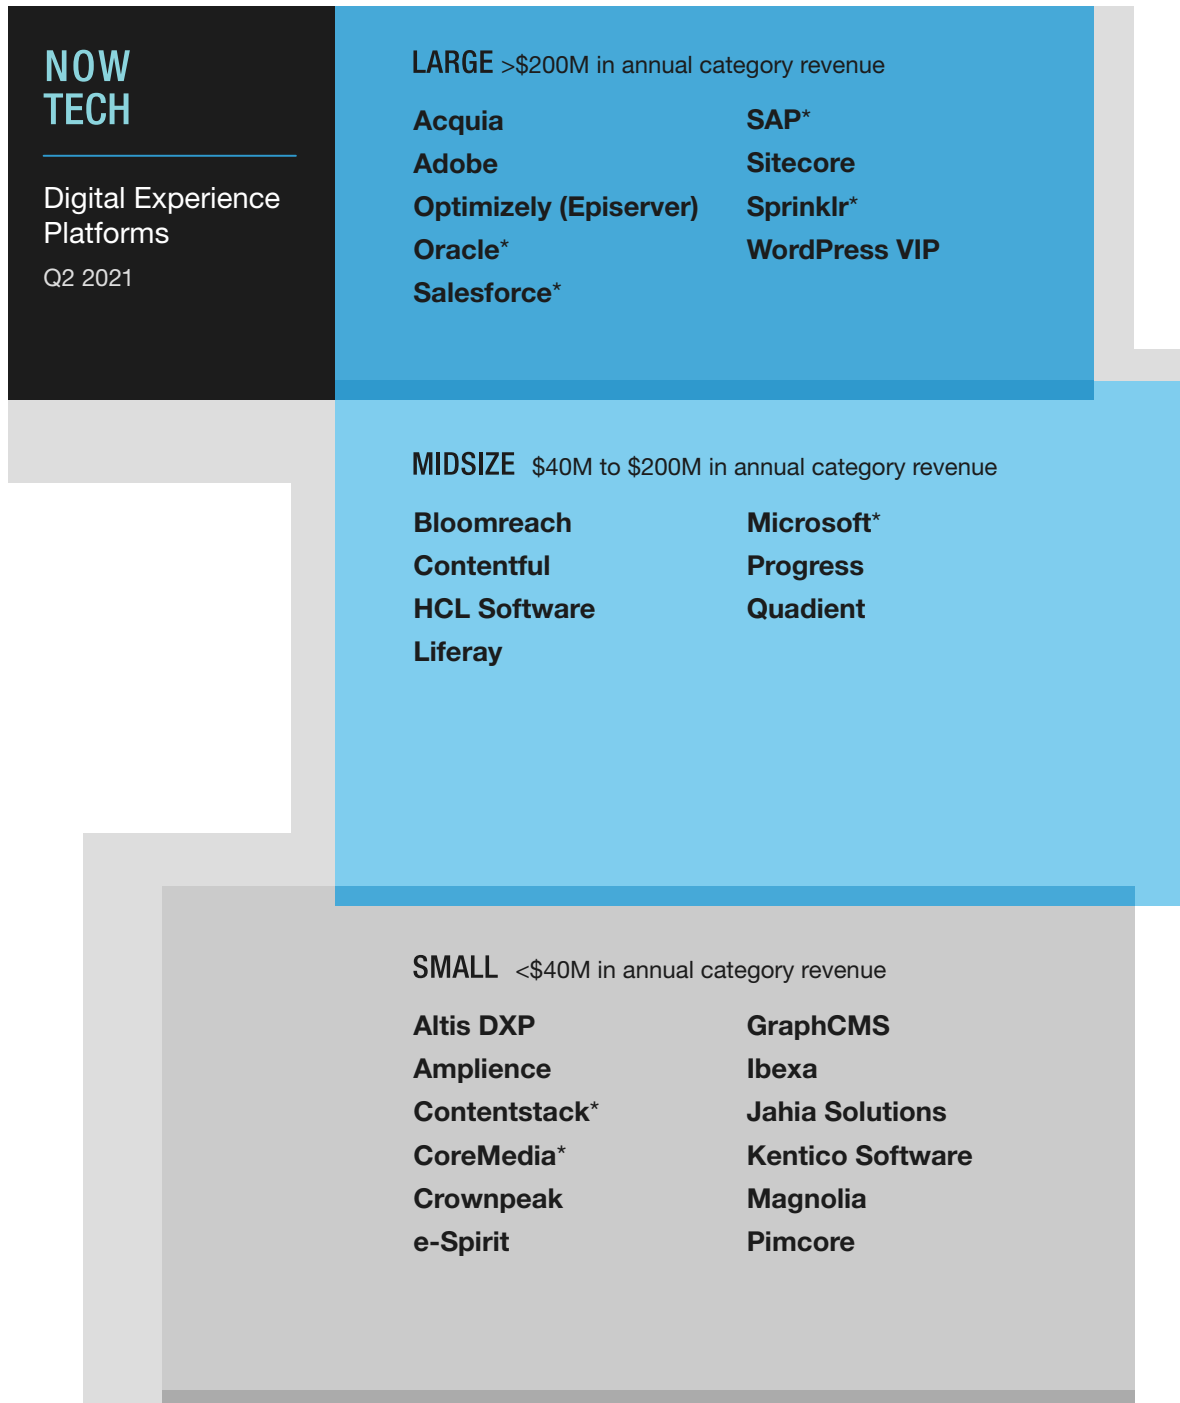 NOW
TECH
Digital Experience
Platforms
Q2 2021
LARGE >$200M in annual category revenue
Acquia
Adobe
Optimizely (Episerver)
Oracle*
Salesforce*
SAP*
Sitecore
Sprinklr*
WordPress VIP
MIDSIZE $40M to $200M in annual category revenue
Bloomreach
Contentful
HCL Software
Liferay
Microsoft*
Progress
Quadient
SMALL <$40M in annual category revenue
Altis DXP
Amplience
Contentstack*
CoreMedia*
Crownpeak
e-Spirit
GraphCMS
Ibexa
Jahia Solutions
Kentico Software
Magnolia
Pimcore